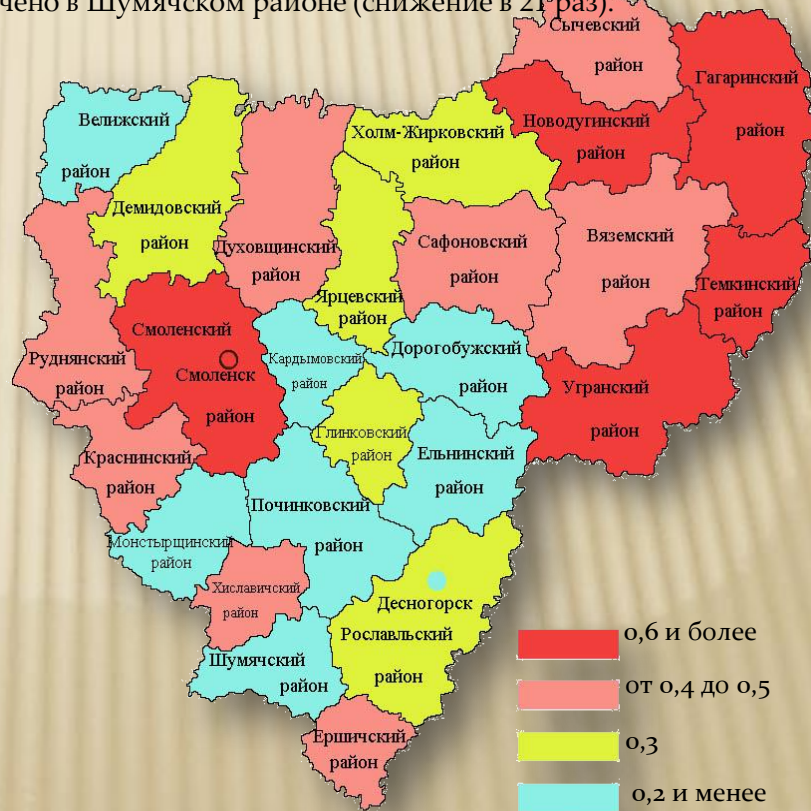 чено в Шумячском районе (снижение в 21 раз).
Сычевский
район
Гагаринский
район
Новодугинский
район
Велижский
район
Холм-Жирковский
район
Демидовский
район
Духовщинский
район
Сафоновский
район
Вяземский
район
Темкинский
район
Ярцевский
район
Смоленский
Смоленск
район
Руднянский
район
Кардымовский
район
Дорогобужский
район
Угранский
район
Глинковский
район
Ельнинский
район
Краснинский
район
Починковский
район
Монстырщинский
район
Хиславичский
район
Десногорск
Рославльский
район
Шумячский
район
Ершичский
район
0,6 и более
от 0,4 до 0,5
0,3
0,2 и менее